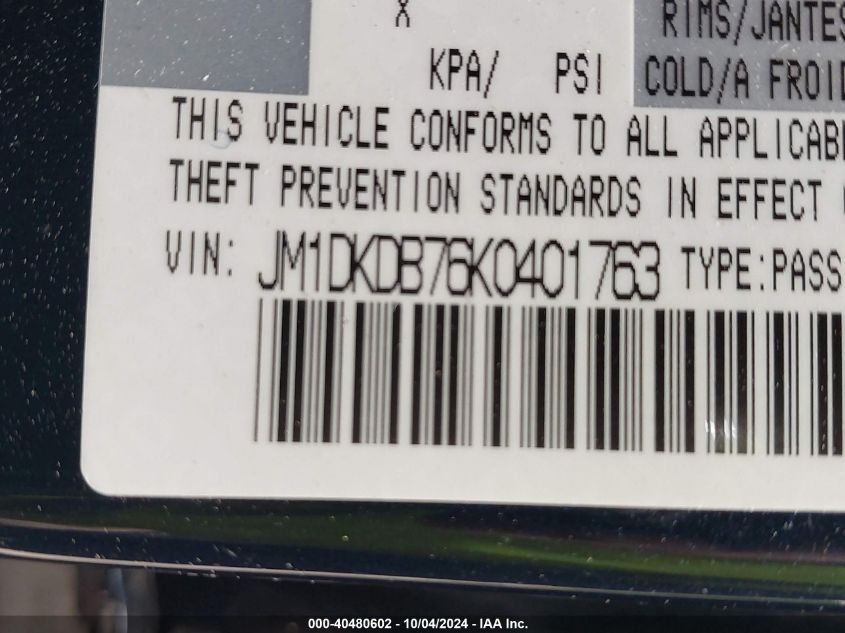 X
RIMS/JANTES
KPA/ PSI COLD/A FROID
THIS VEHICLE CONFORMS TO ALL APPLICAB
THEFT PREVENTION STANDARDS IN EFFECT
VIN: JM1DKDB76K0401763 TYPE:PASS
000-40480602 - 10/04/2024 - IAA Inc.